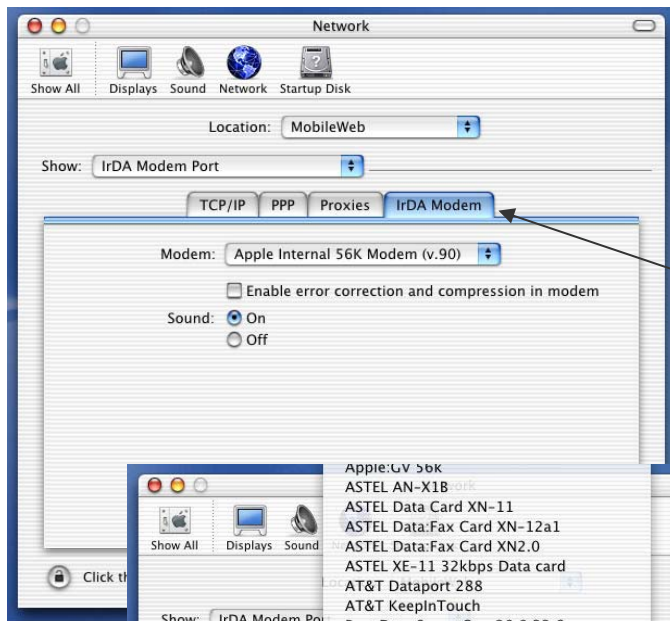 Network
Show All Displays Sound Network Startup Disk
Location: MobileWeb
Show: IrDA Modem Port
TCP/IP PPP Proxies IrDA Modem
Modem: Apple Internal 56K Modem (v.90)
Enable error correction and compression in modem
Sound: On
Off
Click
Show All Displays Sound
Show: IrDA Modem
Apple:GV 56k
ASTEL AN-X1B
ASTEL Data Card XN-11
ASTEL Data:Fax Card XN-12a1
ASTEL Data:Fax Card XN2.0
ASTEL XE-11 32kbps Data card
AT&T Dataport 288
AT&T KeepInTouch